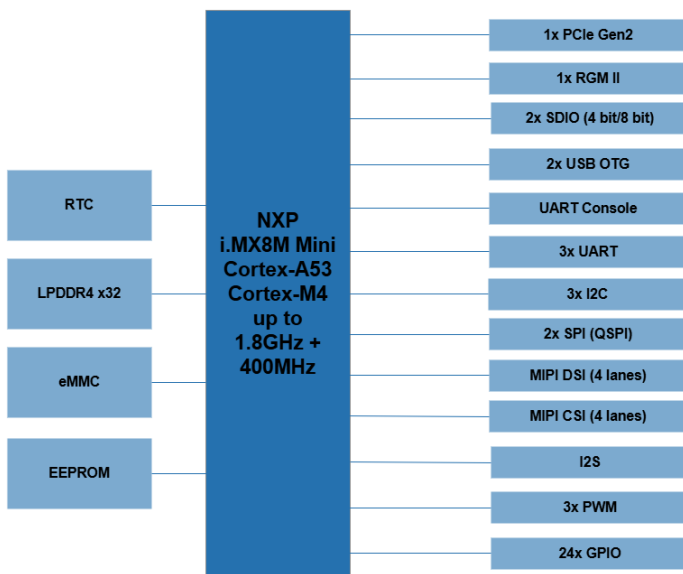 RTC
LPDDR4 x32
eMMC
EEPROM
NXP
i.MX8M Mini
Cortex-A53
Cortex-M4
up to
1.8GHz +
400MHz
1x PCIe Gen2
1x RGM II
2x SDIO (4 bit/8 bit)
2x USB OTG
UART Console
3x UART
3x I2C
2x SPI (QSPI)
MIPI DSI (4 lanes)
MIPI CSI (4 lanes)
I2S
3x PWM
24x GPIO